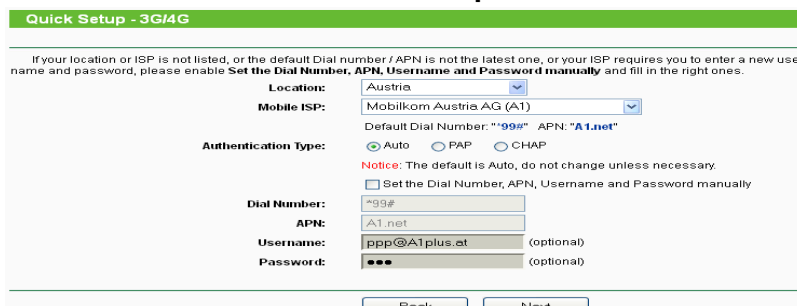 Quick Setup - 3G/4G
If your location or ISP is not listed, or the default Dial number / APN is not the latest one, or your ISP requires you to enter a new use
name and password, please enable Set the Dial Number, APN, Username and Password manually and fill in the right ones.
Location: Austria
Mobile ISP: Mobilkom Austria AG (A1)
Default Dial Number: "*99#" APN: "A1.net"
Authentication Type: Auto PAP CHAP
Notice: The default is Auto, do not change unless necessary.
Set the Dial Number, APN, Username and Password manually
Dial Number: *99#
APN: A1.net
Username: ppp@A1plus.at (optional)
Password: ●●● (optional)
Back Next